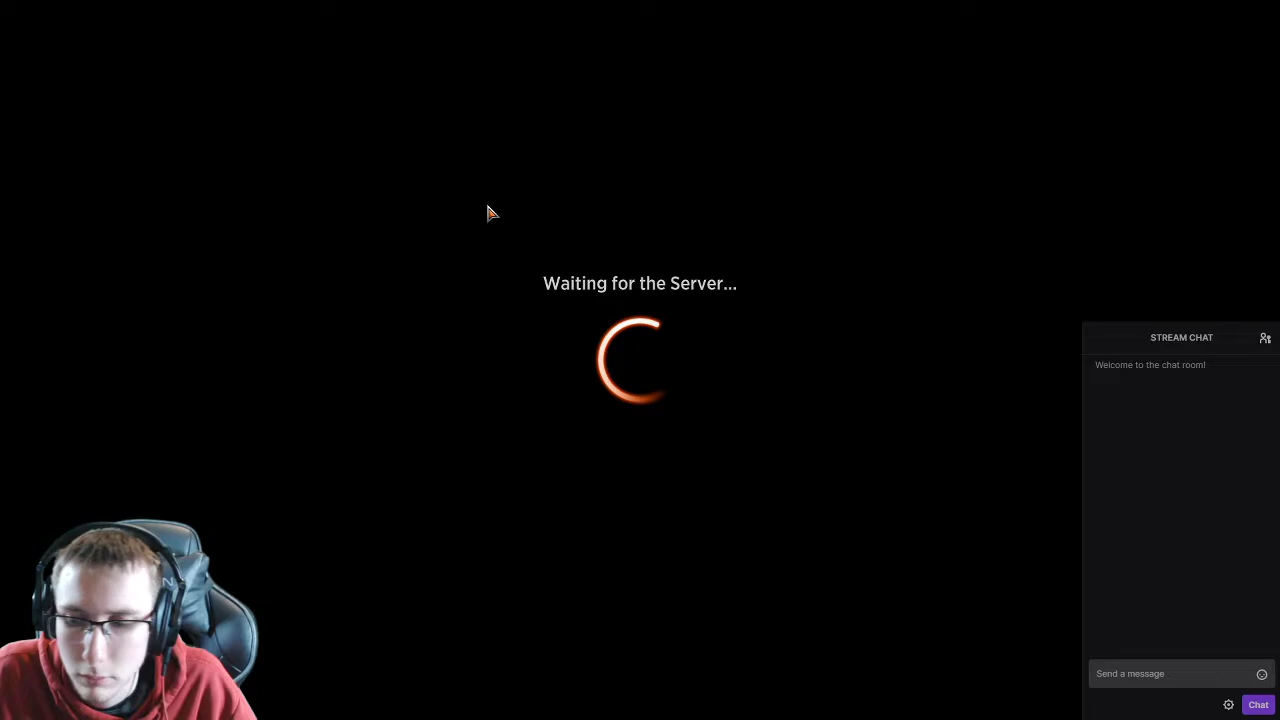 Waiting for the Server...
STREAM CHAT
Welcome to the chat room!
Send a message
Chat